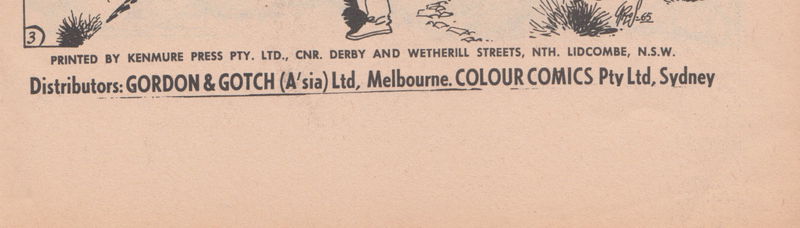 3
PRINTED BY KENMURE PRESS PTY. LTD., CNR. DERBY AND WETHERILL STREETS, NTH. LIDCOMBE, N.S.W.
Distributors: GORDON & GOTCH (A'sia) Ltd, Melbourne. COLOUR COMICS Pty Ltd, Sydney